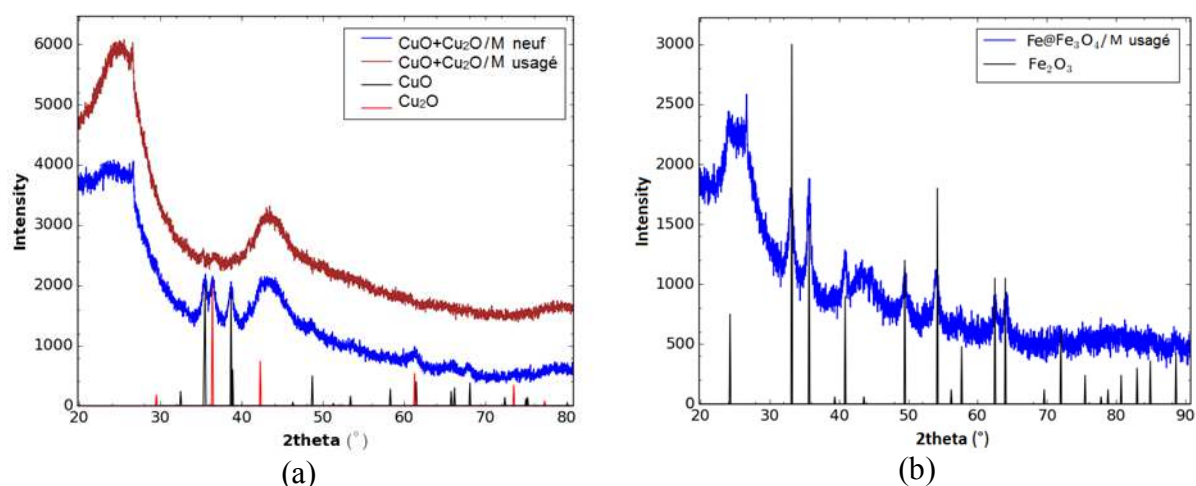 6000
5000
4000
3000
2000
1000
0
20
30
40
50
60
70
80
Intensity
2theta (°)
CuO+Cu₂O/M neuf
CuO+Cu₂O/M usagé
CuO
Cu₂O
(a)
3000
2500
2000
1500
1000
500
0
20
30
40
50
60
70
80
90
Intensity
2theta (°)
Fe@Fe₃O₄/M usagé
Fe₂O₃
(b)